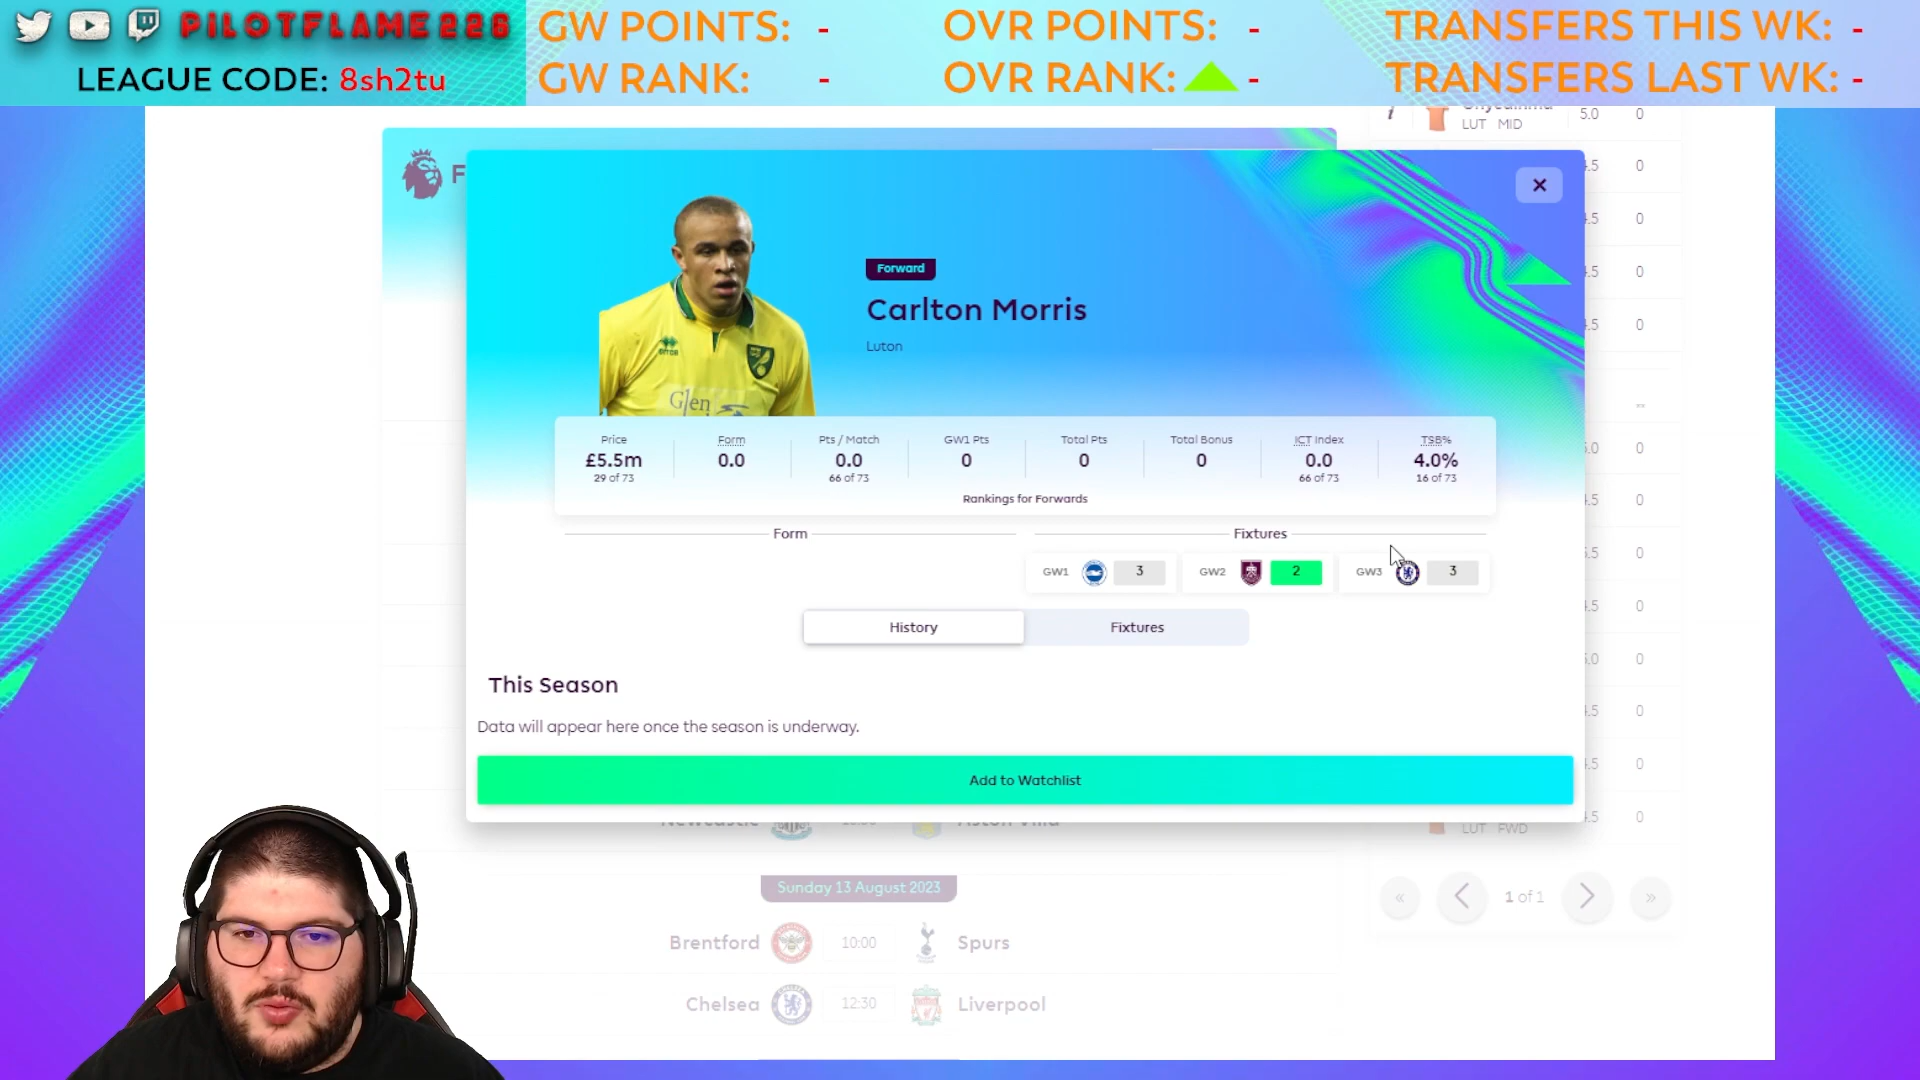 PILOTFLAME228
LEAGUE CODE: 8sh2tu
GW POINTS: -
GW RANK: -
OVR POINTS: -
OVR RANK: -
TRANSFERS THIS WK: -
TRANSFERS LAST WK: -
LUT MID
5.0 0
F
Forward
Carlton Morris
Luton
Price
£5.5m
29 of 73
Form
0.0
Pts / Match
0.0
66 of 73
GW1 Pts
0
Total Pts
0
Total Bonus
0
ICT Index
0.0
66 of 73
TSB%
4.0%
16 of 73
Rankings for Forwards
Form
Fixtures
GW1 3
GW2 2
GW3 3
History
Fixtures
This Season
Data will appear here once the season is underway.
Add to Watchlist
Newcastle Aston Villa
LUT FWD
Sunday 13 August 2023
Brentford 10:00 Spurs
Chelsea 12:30 Liverpool
1 of 1